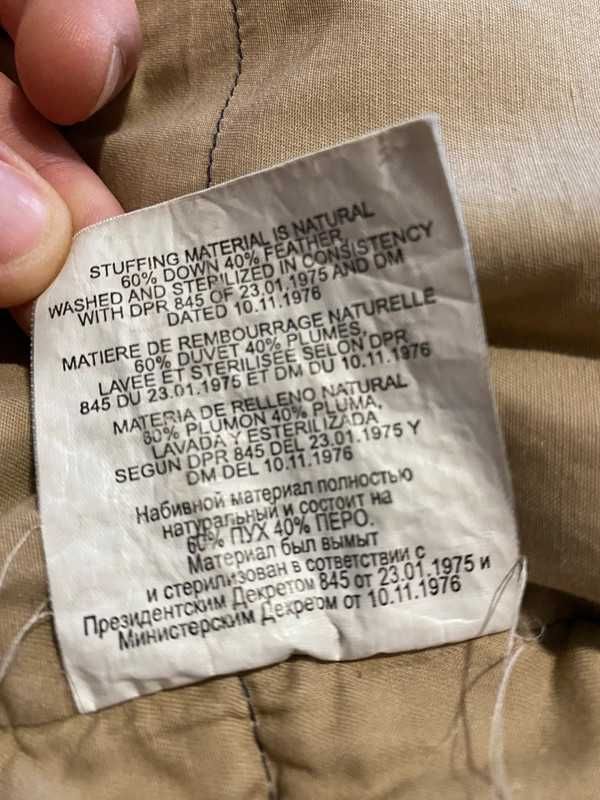 STUFFING MATERIAL IS NATURAL
60% DOWN 40% FEATHER
WASHED AND STERILIZED IN CONSISTENCY
WITH DPR 845 OF 23.01.1975 AND DM
DATED 10.11.1976
MATIERE DE REMBOURRAGE NATURELLE
60% DUVET 40% PLUMES,
LAVEE ET STERILISEE SELON DPR
845 DU 23.01.1975 ET DM DU 10.11.1976
MATERIA DE RELLENO NATURAL
60% PLUMON 40% PLUMA,
LAVADA Y ESTERILIZADA
SEGUN DPR 845 DEL 23.01.1975 Y
DM DEL 10.11.1976
Набивной материал полностью
натуральный и состоит на
60% ПУХ 40% ПЕРО.
Материал был вымыт
и стерилизован в сответствии с
Президентским Декретом 845 от 23.01.1975 и
Министерским Декретом от 10.11.1976